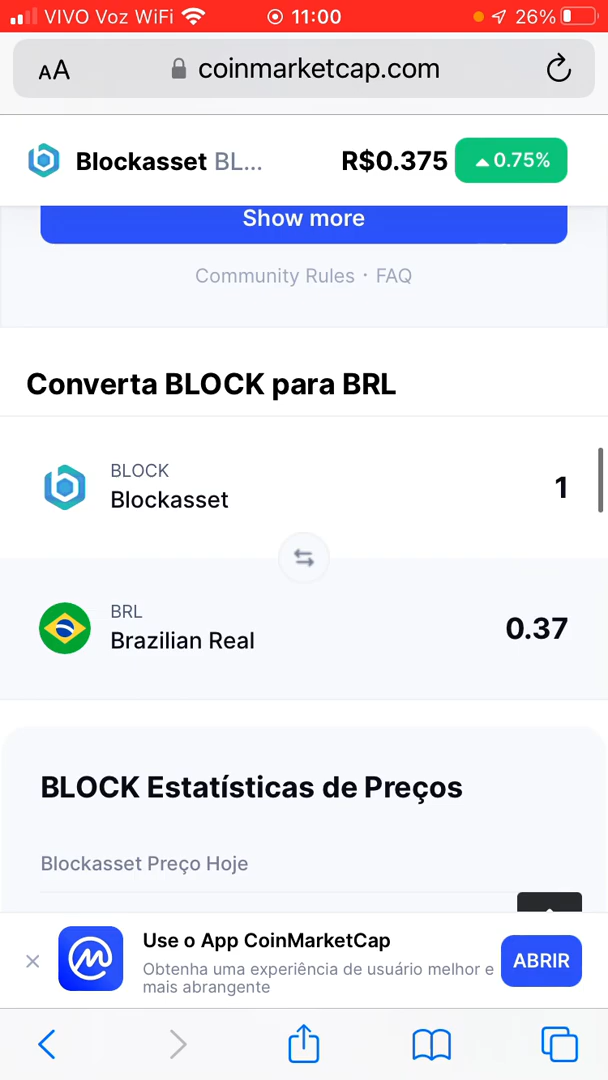 VIVO Voz WiFi 11:00 26%
AA coinmarketcap.com
Blockasset BL... R$0.375 0.75%
Show more
Community Rules · FAQ
Converta BLOCK para BRL
BLOCK
Blockasset 1
BRL
Brazilian Real 0.37
BLOCK Estatísticas de Preços
Blockasset Preço Hoje
Use o App CoinMarketCap
Obtenha uma experiência de usuário melhor e
mais abrangente
ABRIR